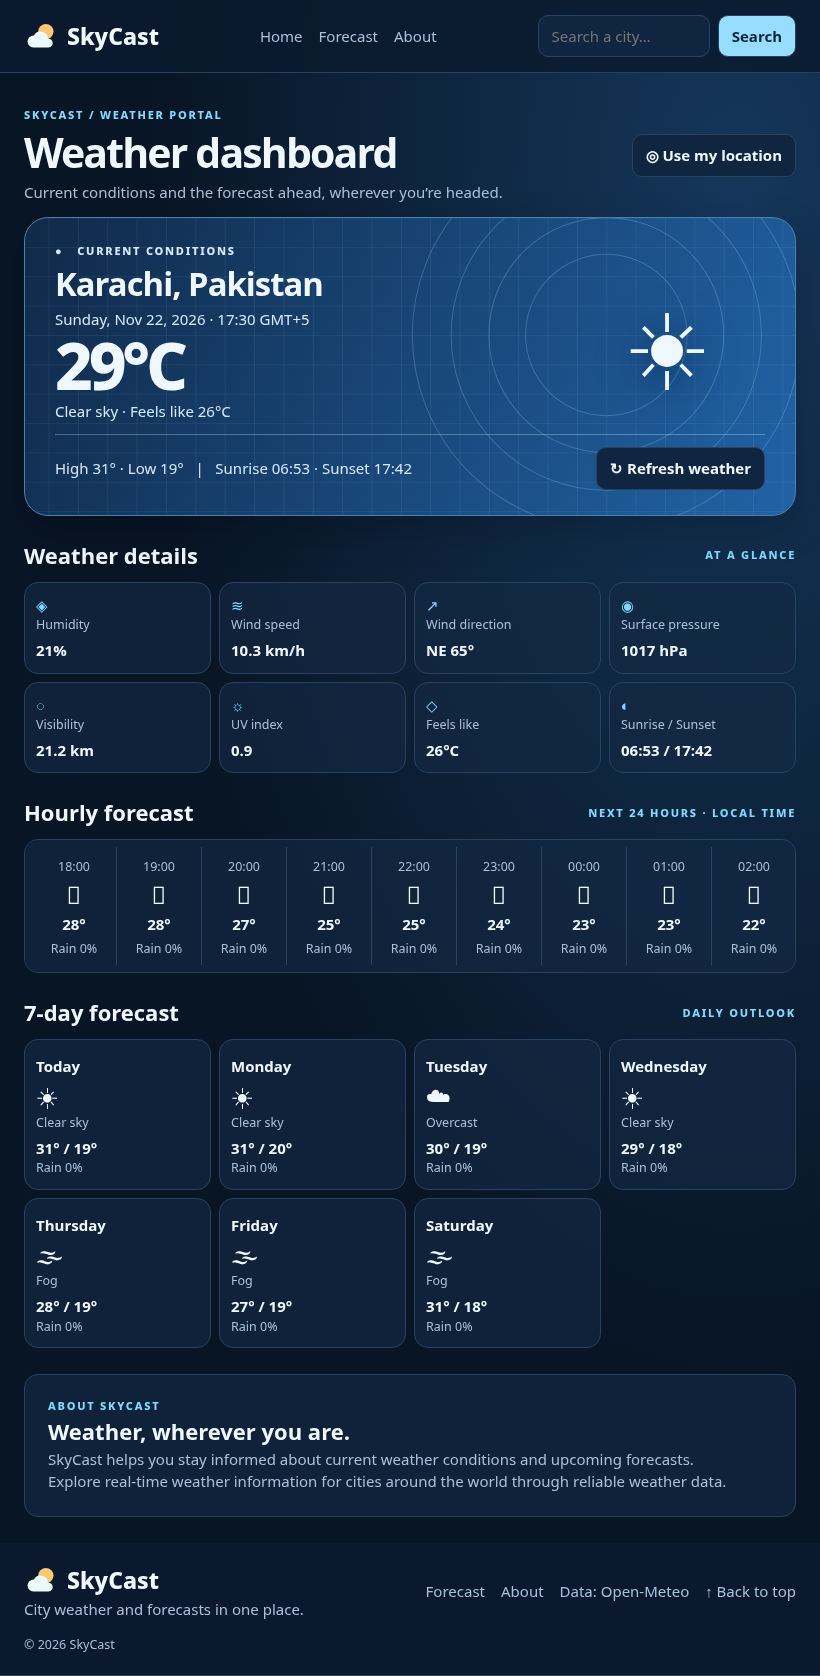 SkyCast
Home Forecast About
Search a city...
Search
SKYCAST / WEATHER PORTAL
Weather dashboard
◎ Use my location
Current conditions and the forecast ahead, wherever you're headed.
● CURRENT CONDITIONS
Karachi, Pakistan
Sunday, Nov 22, 2026 · 17:30 GMT+5
29°C
Clear sky · Feels like 26°C
High 31° · Low 19° | Sunrise 06:53 · Sunset 17:42
↻ Refresh weather
Weather details
AT A GLANCE
Humidity
21%
Wind speed
10.3 km/h
Wind direction
NE 65°
Surface pressure
1017 hPa
Visibility
21.2 km
UV index
0.9
Feels like
26°C
Sunrise / Sunset
06:53 / 17:42
Hourly forecast
NEXT 24 HOURS · LOCAL TIME
18:00 19:00 20:00 21:00 22:00 23:00 00:00 01:00 02:00
28° 28° 27° 25° 25° 24° 23° 23° 22°
Rain 0% Rain 0% Rain 0% Rain 0% Rain 0% Rain 0% Rain 0% Rain 0% Rain 0%
7-day forecast
DAILY OUTLOOK
Today
Clear sky
31° / 19°
Rain 0%
Monday
Clear sky
31° / 20°
Rain 0%
Tuesday
Overcast
30° / 19°
Rain 0%
Wednesday
Clear sky
29° / 18°
Rain 0%
Thursday
Fog
28° / 19°
Rain 0%
Friday
Fog
27° / 19°
Rain 0%
Saturday
Fog
31° / 18°
Rain 0%
ABOUT SKYCAST
Weather, wherever you are.
SkyCast helps you stay informed about current weather conditions and upcoming forecasts.
Explore real-time weather information for cities around the world through reliable weather data.
SkyCast
City weather and forecasts in one place.
Forecast About Data: Open-Meteo ↑ Back to top
© 2026 SkyCast